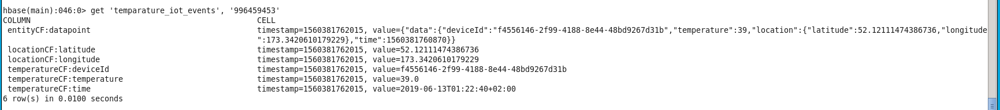 hbase(main):046:0> get 'temparature_iot_events', '996459453'
COLUMN CELL
entityCF:datapoint timestamp=1560381762015, value={"data":{"deviceId":"f4556146-2f99-4188-8e44-48bd9267d31b","temperature":39,"location":{"latitude":52.12111474386736,"longitude
":173.3420610179229},"time":1560381760870}}
locationCF:latitude timestamp=1560381762015, value=52.12111474386736
locationCF:longitude timestamp=1560381762015, value=173.3420610179229
temperatureCF:deviceId timestamp=1560381762015, value=f4556146-2f99-4188-8e44-48bd9267d31b
temperatureCF:temperature timestamp=1560381762015, value=39.0
temperatureCF:time timestamp=1560381762015, value=2019-06-13T01:22:40+02:00
6 row(s) in 0.0100 seconds